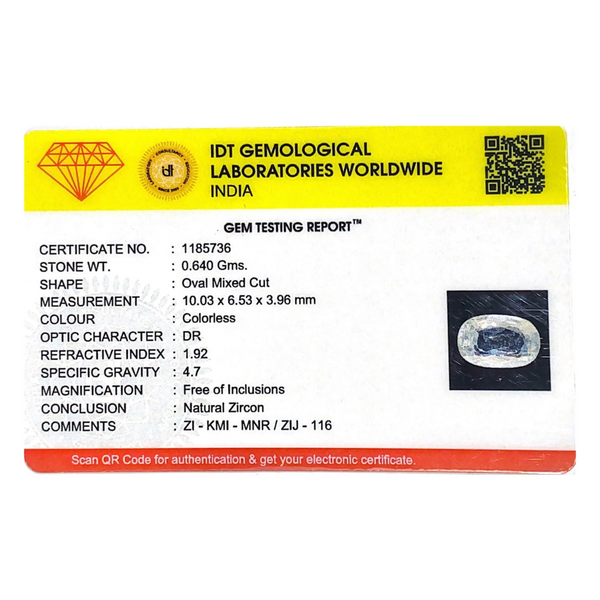 IDT GEMOLOGICAL
LABORATORIES WORLDWIDE
INDIA
GEM TESTING REPORT™
CERTIFICATE NO. : 1185736
STONE WT. : 0.640 Gms.
SHAPE : Oval Mixed Cut
MEASUREMENT : 10.03 x 6.53 x 3.96 mm
COLOUR : Colorless
OPTIC CHARACTER : DR
REFRACTIVE INDEX : 1.92
SPECIFIC GRAVITY : 4.7
MAGNIFICATION : Free of Inclusions
CONCLUSION : Natural Zircon
COMMENTS : ZI - KMI - MNR / ZIJ - 116
Scan QR Code for authentication & get your electronic certificate.